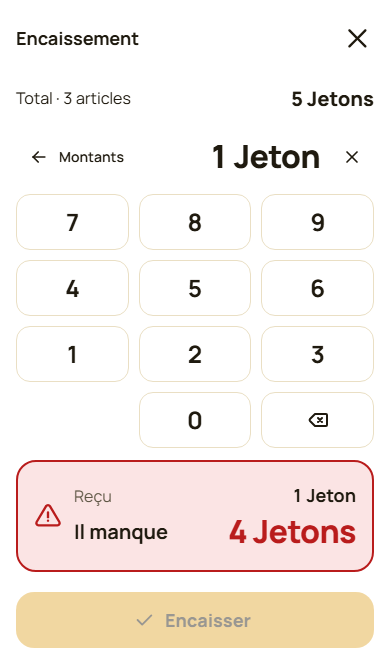 Encaissement
Total · 3 articles 5 Jetons
Montants 1 Jeton
7 8 9
4 5 6
1 2 3
0
Reçu 1 Jeton
Il manque 4 Jetons
Encaisser